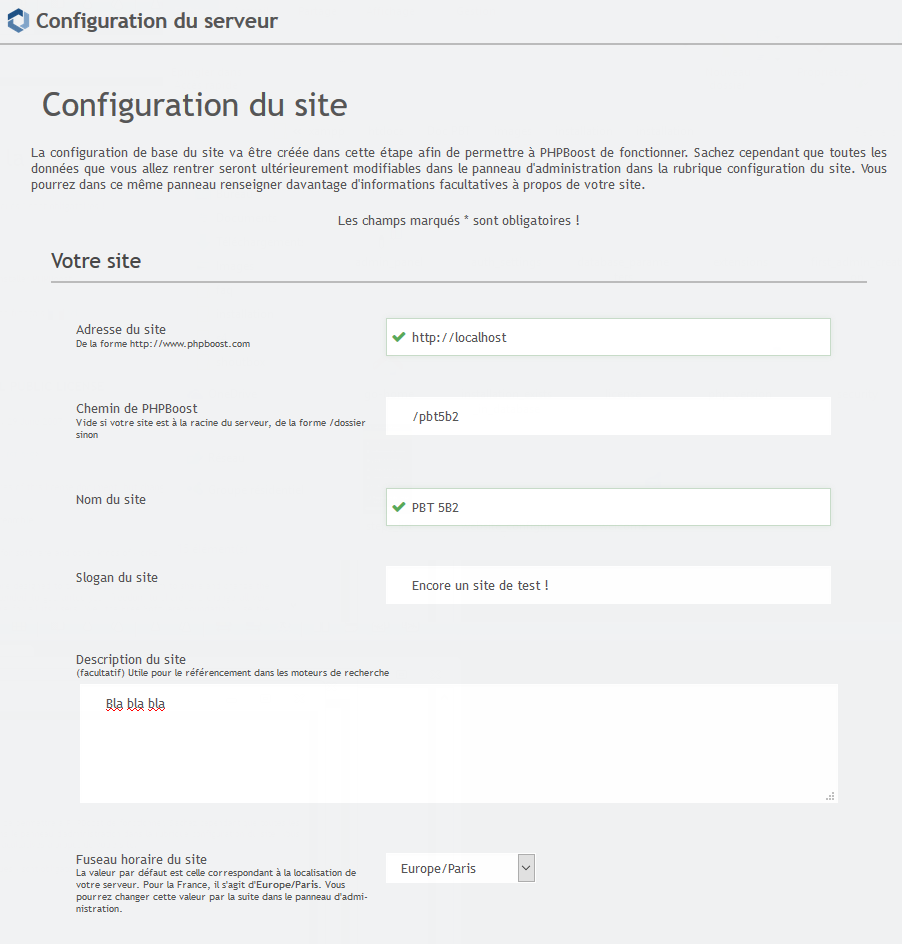 Configuration du serveur
Configuration du site
La configuration de base du site va être créée dans cette étape afin de permettre à PHPBoost de fonctionner. Sachez cependant que toutes les
données que vous allez rentrer seront ultérieurement modifiables dans le panneau d'administration dans la rubrique configuration du site. Vous
pourrez dans ce même panneau renseigner davantage d'informations facultatives à propos de votre site.
Les champs marqués * sont obligatoires !
Votre site
Adresse du site
De la forme http://www.phpboost.com
http://localhost
Chemin de PHPBoost
Vide si votre site est à la racine du serveur, de la forme /dossier
sinon
/pbt5b2
Nom du site
PBT 5B2
Slogan du site
Encore un site de test !
Description du site
(facultatif) Utile pour le référencement dans les moteurs de recherche
Bla bla bla
Fuseau horaire du site
La valeur par défaut est celle correspondant à la localisation de
votre serveur. Pour la France, il s'agit d'Europe/Paris. Vous
pourrez changer cette valeur par la suite dans le panneau d'admi-
nistration.
Europe/Paris